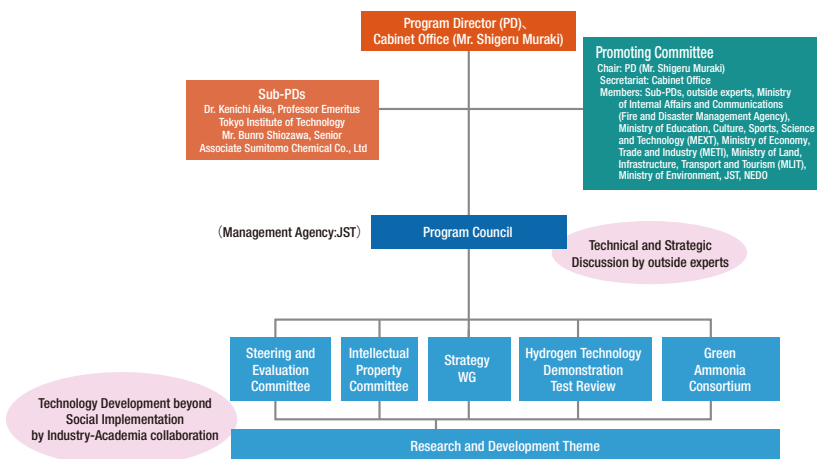 Program Director (PD)、
Cabinet Office (Mr. Shigeru Muraki)
Promoting Committee
Chair: PD (Mr. Shigeru Muraki)
Secretariat: Cabinet Office
Members: Sub-PDs, outside experts, Ministry
of Internal Affairs and Communications
(Fire and Disaster Management Agency),
Ministry of Education, Culture, Sports, Science
and Technology (MEXT), Ministry of Economy,
Trade and Industry (METI), Ministry of Land,
Infrastructure, Transport and Tourism (MLIT),
Ministry of Environment, JST, NEDO
Sub-PDs
Dr. Kenichi Aika, Professor Emeritus
Tokyo Institute of Technology
Mr. Bunro Shiozawa, Senior
Associate Sumitomo Chemical Co., Ltd
（Management Agency:JST）
Program Council
Technical and Strategic
Discussion by outside experts
Steering and
Evaluation
Committee
Intellectual
Property
Committee
Strategy
WG
Hydrogen Technology
Demonstration
Test Review
Green
Ammonia
Consortium
Technology Development beyond
Social Implementation
by Industry-Academia collaboration
Research and Development Theme